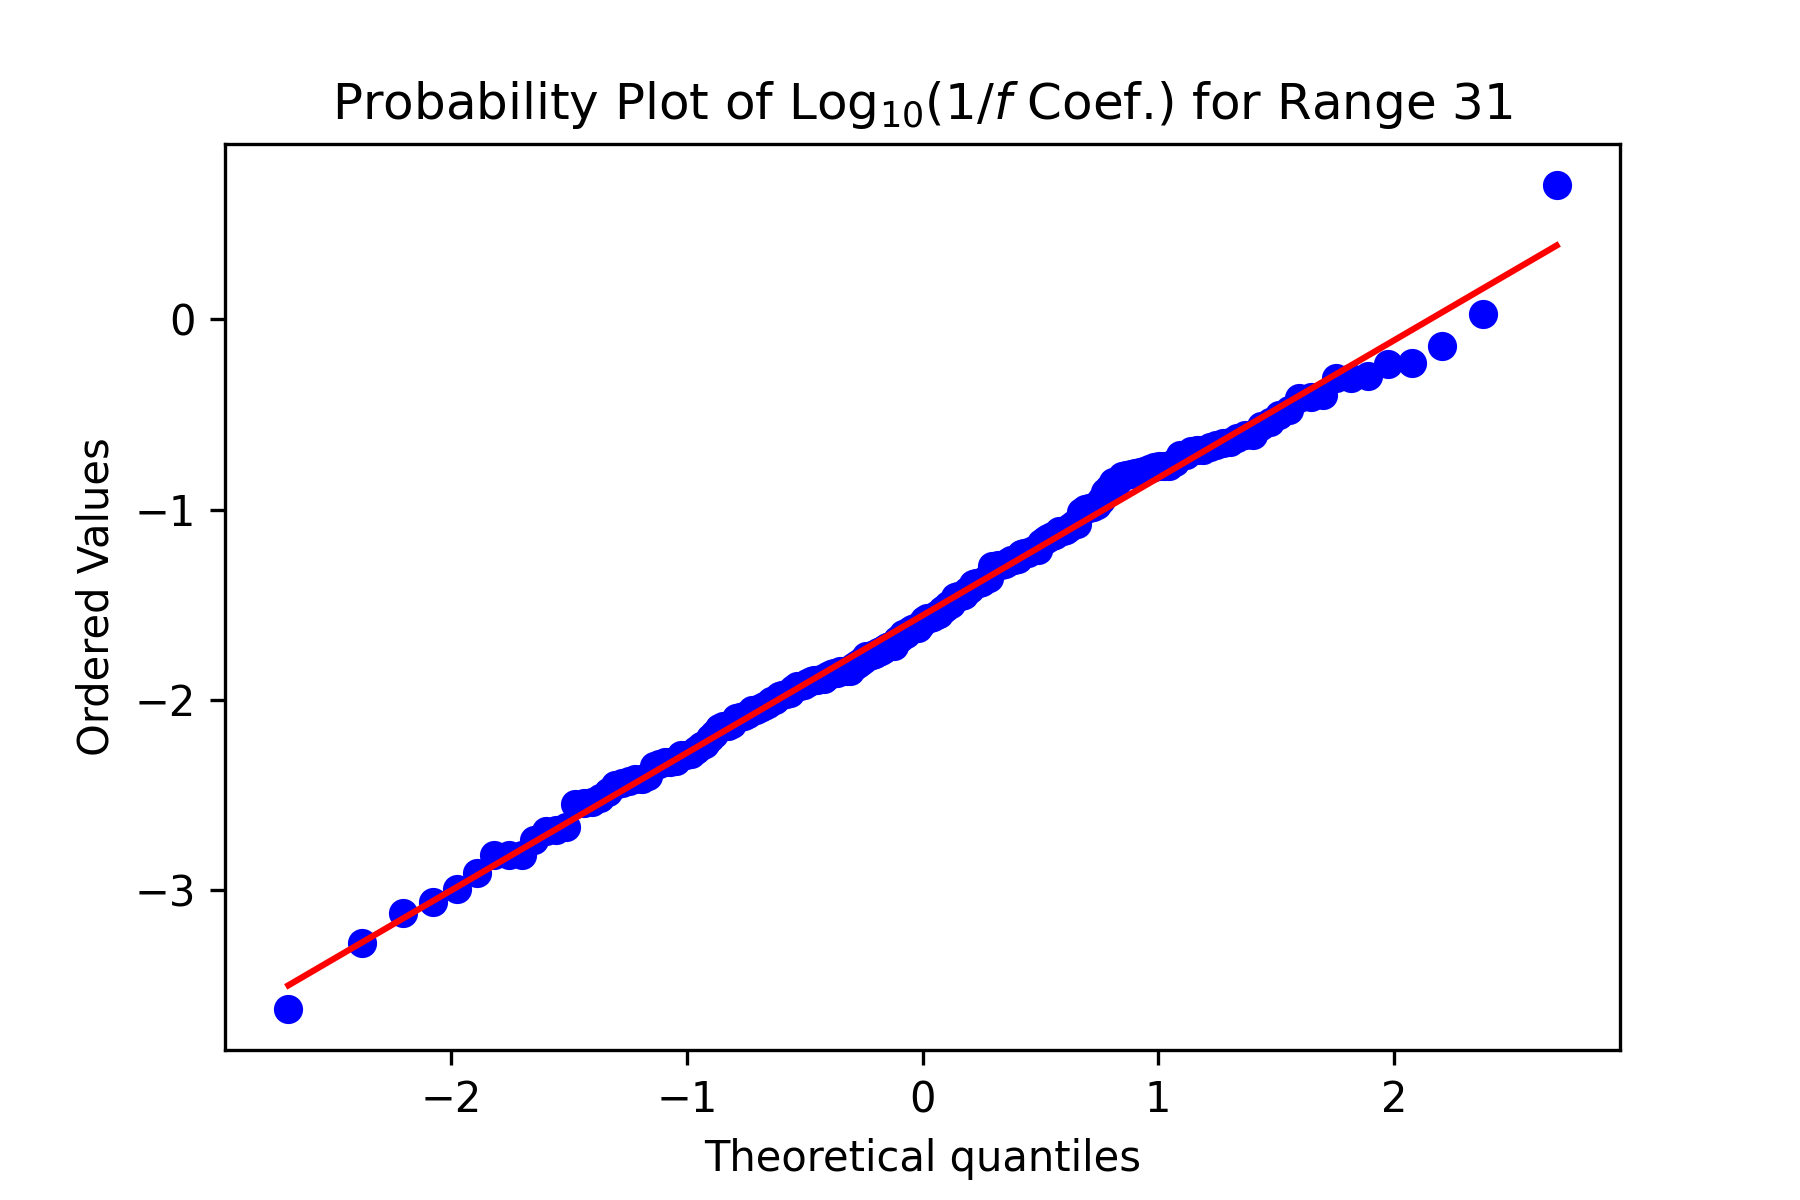 Probability Plot of Log₁₀(1/f Coef.) for Range 31
0
−1
−2
−3
Ordered Values
−2 −1 0 1 2
Theoretical quantiles